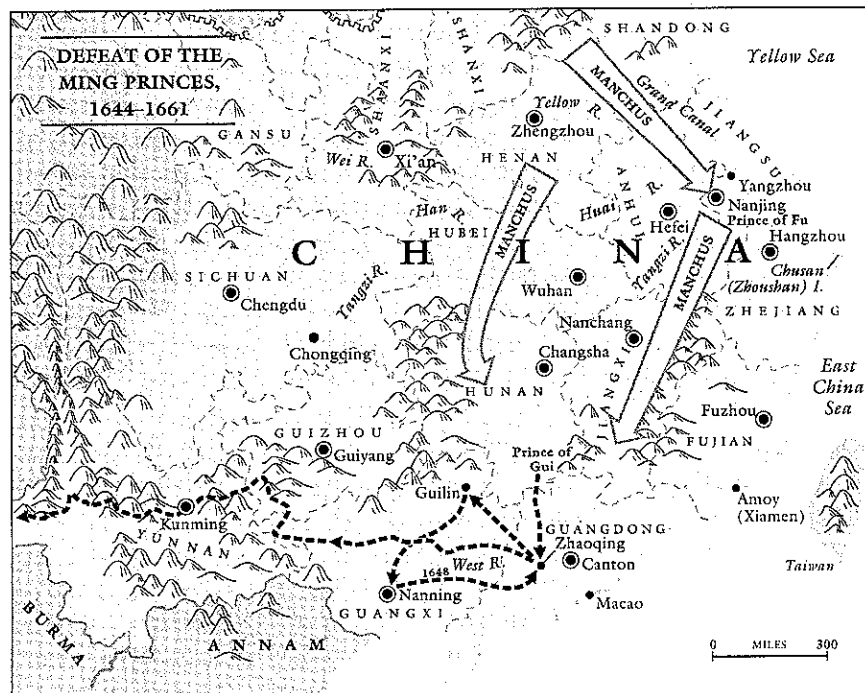 DEFEAT OF THE
MING PRINCES,
1644–1661
SHAANXI
SHANXI
SHANDONG
Yellow Sea
GANSU
Wei R.
Xi'an
Yellow
R.
Zhengzhou
HENAN
MANCHUS
Grand Canal
JIANGSU
Yangzhou
Nanjing
Prince of Fu
ANHUI
Huai R.
Hefei
Hangzhou
Chusan
(Zhoushan) I.
ZHEJIANG
Han R.
HUBEI
MANCHUS
MANCHUS
CHINA
SICHUAN
Chengdu
Yangzi R.
Yangzi R.
Wuhan
Nanchang
Chongqing
Changsha
HUNAN
JIANGXI
East
China
Sea
Fuzhou
FUJIAN
GUIZHOU
Guiyang
Prince of
Gui
Guilin
Amoy
(Xiamen)
Kunming
YUNNAN
GUANGDONG
Zhaoqing
Canton
West R.
1648
Nanning
GUANGXI
Macao
Taiwan
BURMA
ANNAM
0 MILES 300